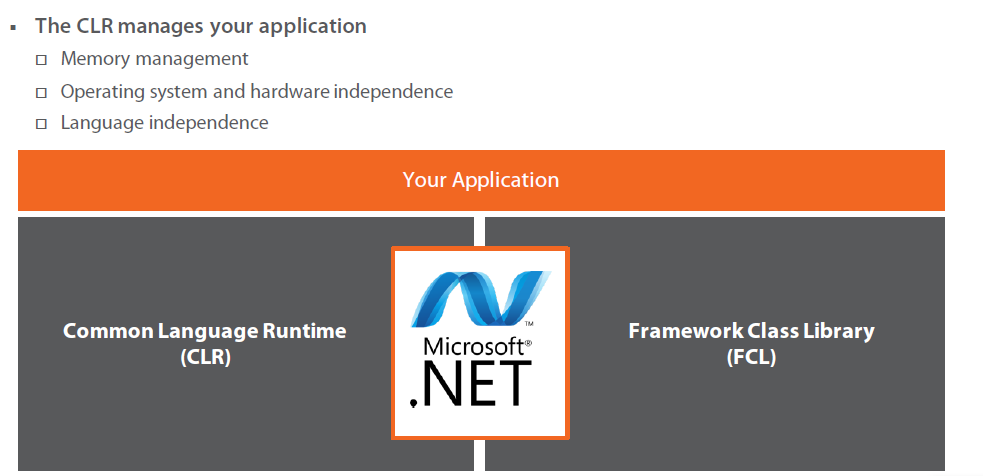 The CLR manages your application
Memory management
Operating system and hardware independence
Language independence
Your Application
Common Language Runtime
(CLR)
TM
Microsoft®
.NET
Framework Class Library
(FCL)